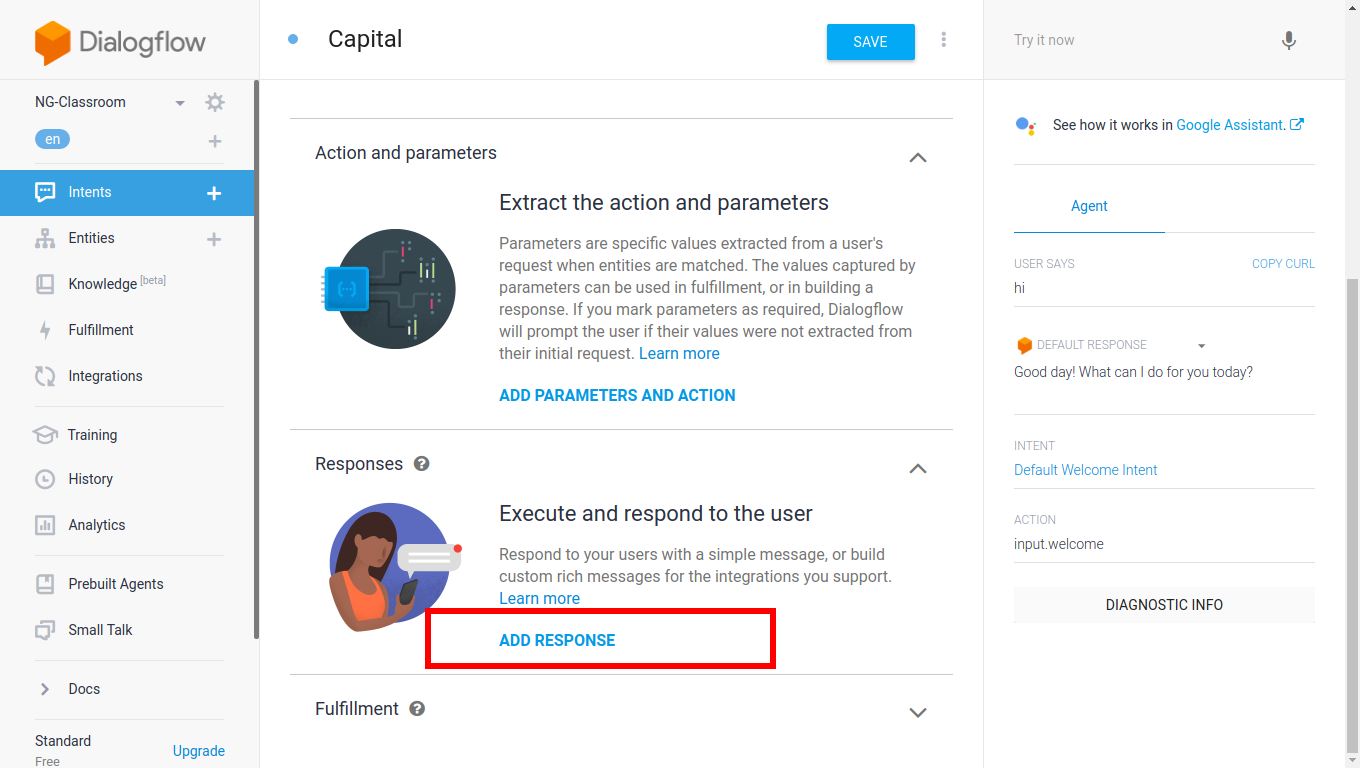 Dialogflow
NG-Classroom
en
Intents
Entities
Knowledge [beta]
Fulfillment
Integrations
Training
History
Analytics
Prebuilt Agents
Small Talk
Docs
Standard
Free
Upgrade
Capital
SAVE
Action and parameters
Extract the action and parameters
Parameters are specific values extracted from a user's
request when entities are matched. The values captured by
parameters can be used in fulfillment, or in building a
response. If you mark parameters as required, Dialogflow
will prompt the user if their values were not extracted from
their initial request. Learn more
ADD PARAMETERS AND ACTION
Responses ?
Execute and respond to the user
Respond to your users with a simple message, or build
custom rich messages for the integrations you support.
Learn more
ADD RESPONSE
Fulfillment ?
Try it now
See how it works in Google Assistant.
Agent
USER SAYS
COPY CURL
hi
DEFAULT RESPONSE
Good day! What can I do for you today?
INTENT
Default Welcome Intent
ACTION
input.welcome
DIAGNOSTIC INFO